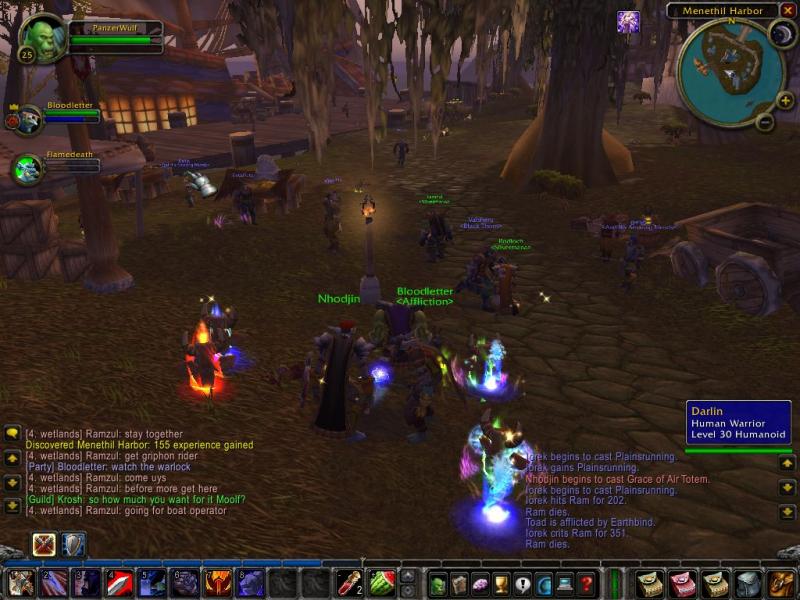 PanzerWulf
25
Menethil Harbor
N
Bloodletter
Flamedeath
Nhodjin
Bloodletter
<Affliction>
Darlin
Human Warrior
Level 30 Humanoid
[4. wetlands] Ramzul: stay together
Discovered Menethil Harbor: 155 experience gained
[4. wetlands] Ramzul: get griphon rider
[Party] Bloodletter: watch the warlock
[4. wetlands] Ramzul: come uys
[4. wetlands] Ramzul: before more get here
[Guild] Krosh: so how much you want for it Moolf?
[4. wetlands] Ramzul: going for boat operator
Iorek begins to cast Plainsrunning.
Iorek gains Plainsrunning.
Nhodjin begins to cast Grace of Air Totem.
Iorek begins to cast Plainsrunning.
Iorek hits Ram for 202.
Ram dies.
Toad is afflicted by Earthbind.
Iorek crits Ram for 351.
Ram dies.
2